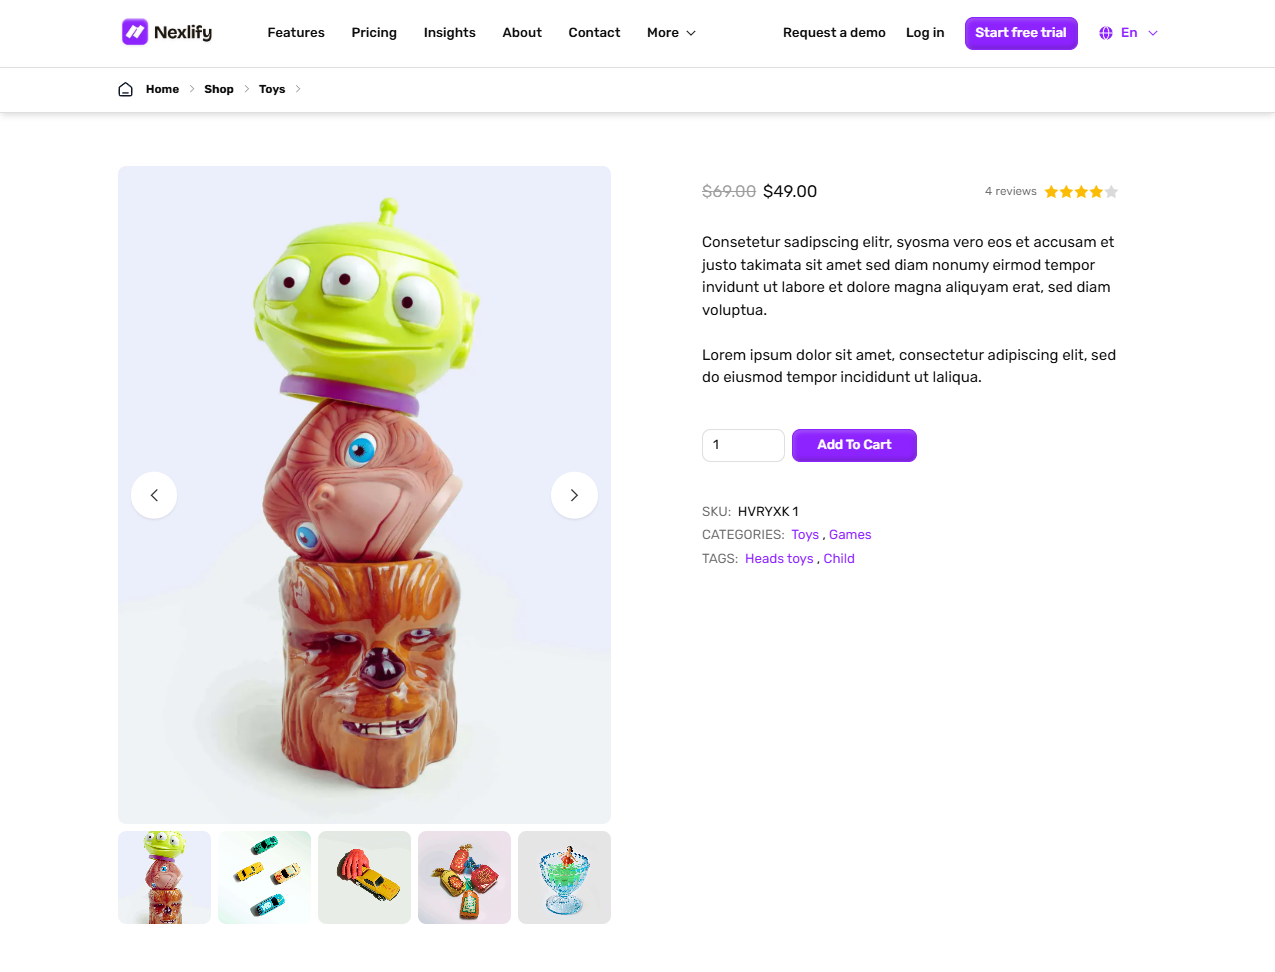 Nexlify Features Pricing Insights About Contact More Request a demo Log in Start free trial En
Home Shop Toys
$69.00 $49.00 4 reviews
Consetetur sadipscing elitr, syosma vero eos et accusam et
justo takimata sit amet sed diam nonumy eirmod tempor
invidunt ut labore et dolore magna aliquyam erat, sed diam
voluptua.
Lorem ipsum dolor sit amet, consectetur adipiscing elit, sed
do eiusmod tempor incididunt ut laliqua.
1 Add To Cart
SKU: HVRYXK 1
CATEGORIES: Toys , Games
TAGS: Heads toys , Child